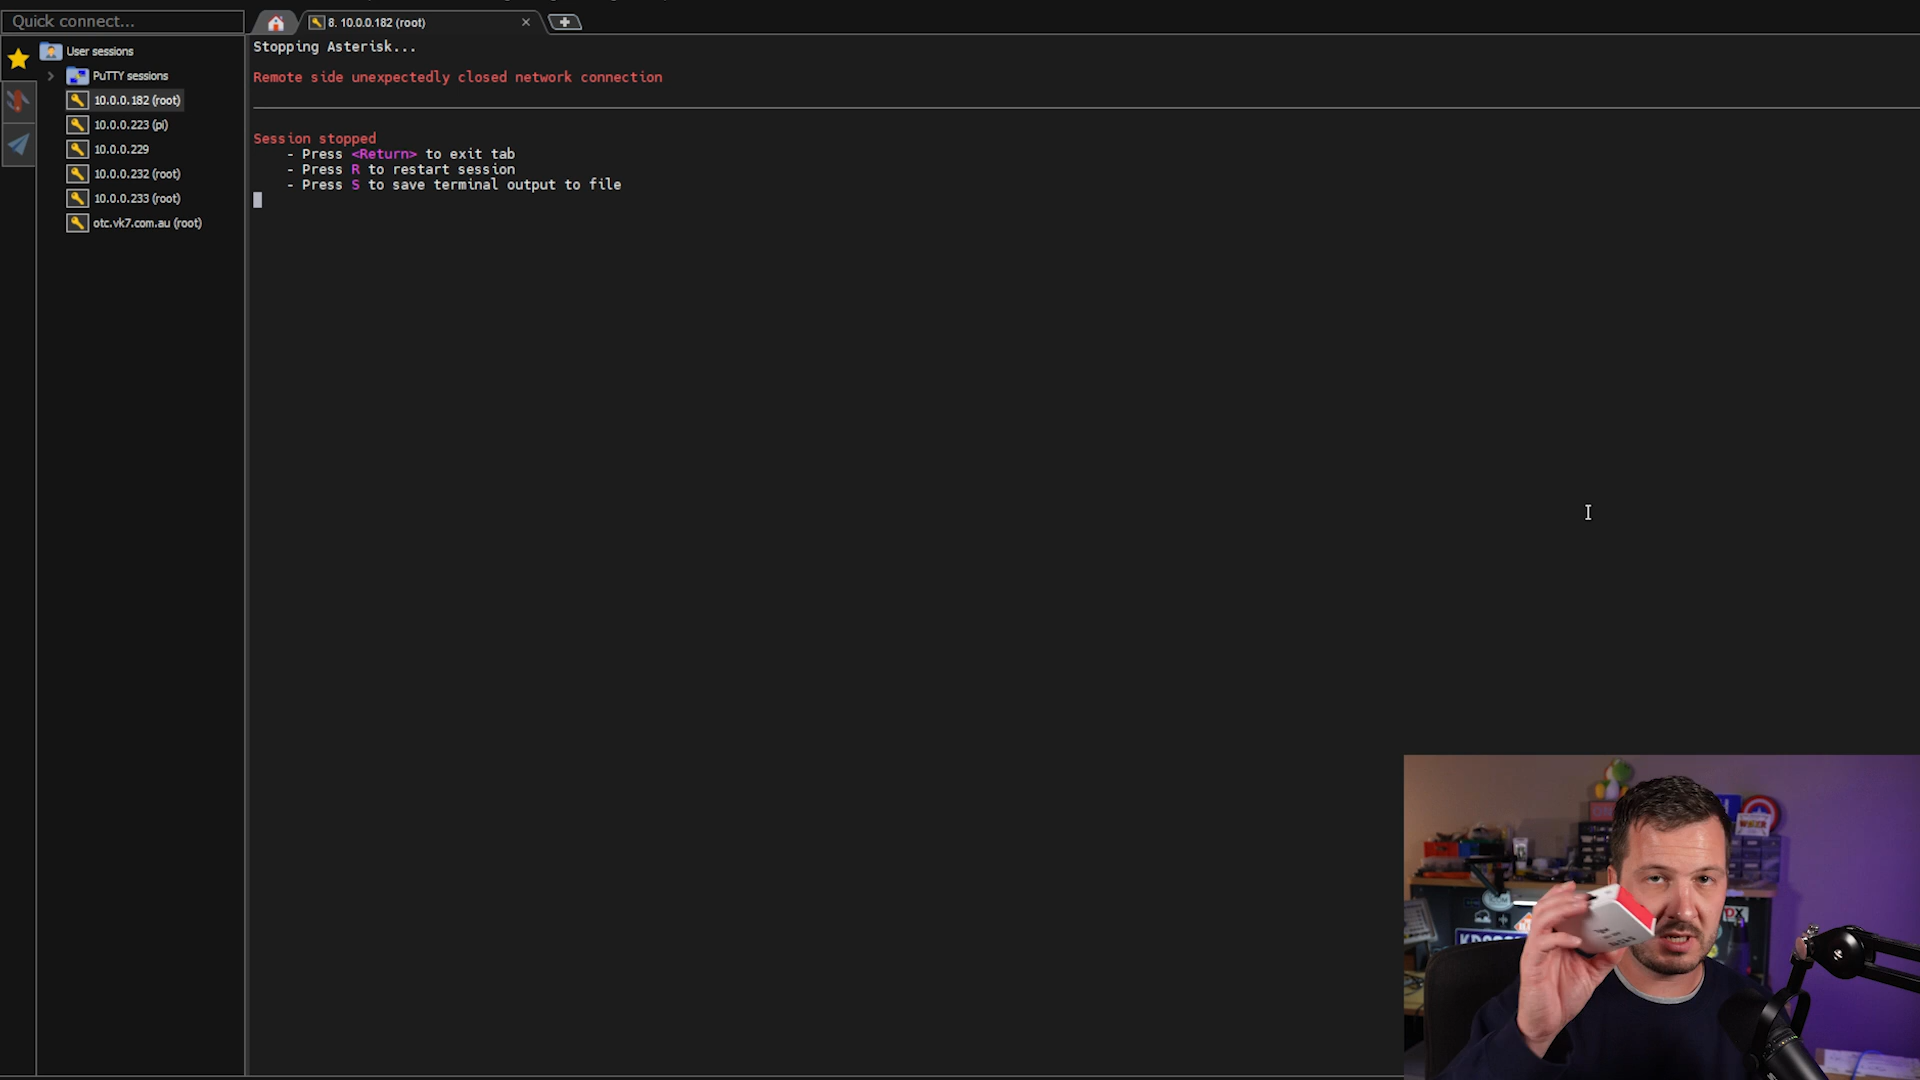 Quick connect...
8. 10.0.0.182 (root)
User sessions
PuTTY sessions
10.0.0.182 (root)
10.0.0.223 (pi)
10.0.0.229
10.0.0.232 (root)
10.0.0.233 (root)
otc.vk7.com.au (root)
Stopping Asterisk...
Remote side unexpectedly closed network connection
Session stopped
- Press <Return> to exit tab
- Press R to restart session
- Press S to save terminal output to file